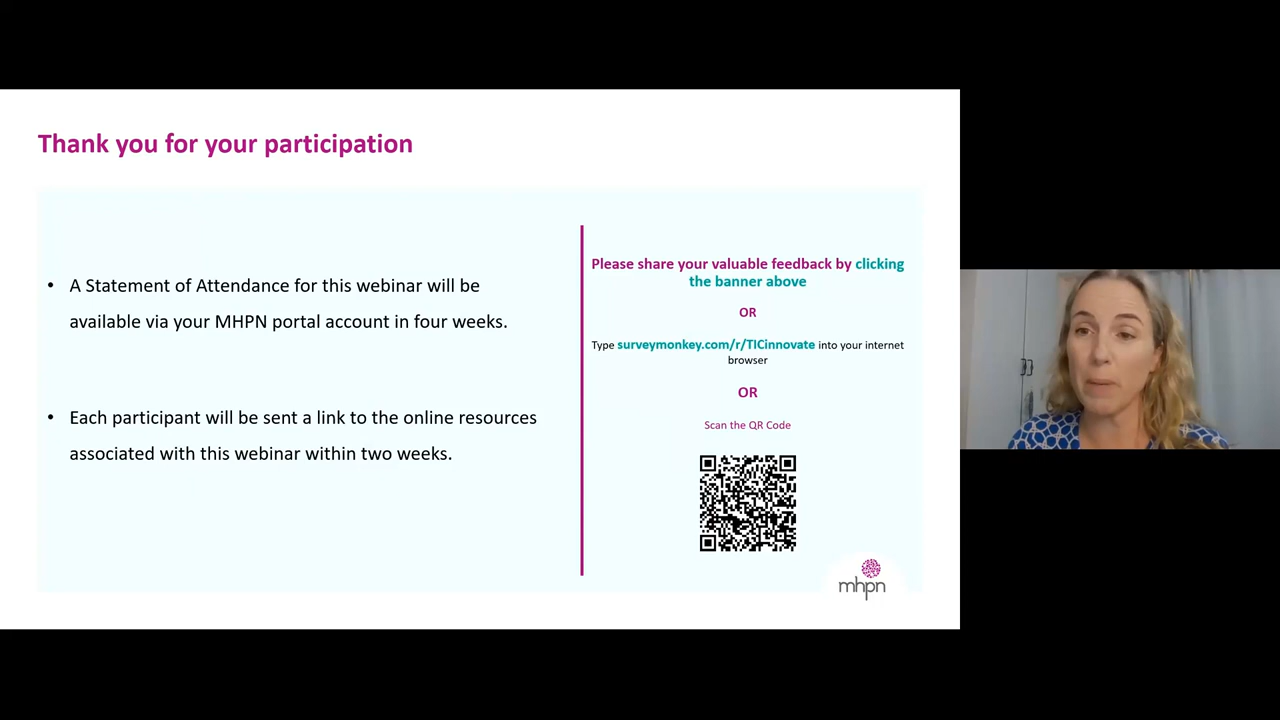 Thank you for your participation
• A Statement of Attendance for this webinar will be
available via your MHPN portal account in four weeks.
• Each participant will be sent a link to the online resources
associated with this webinar within two weeks.
Please share your valuable feedback by clicking
the banner above
OR
Type surveymonkey.com/r/TICinnovate into your internet
browser
OR
Scan the QR Code
mhpn